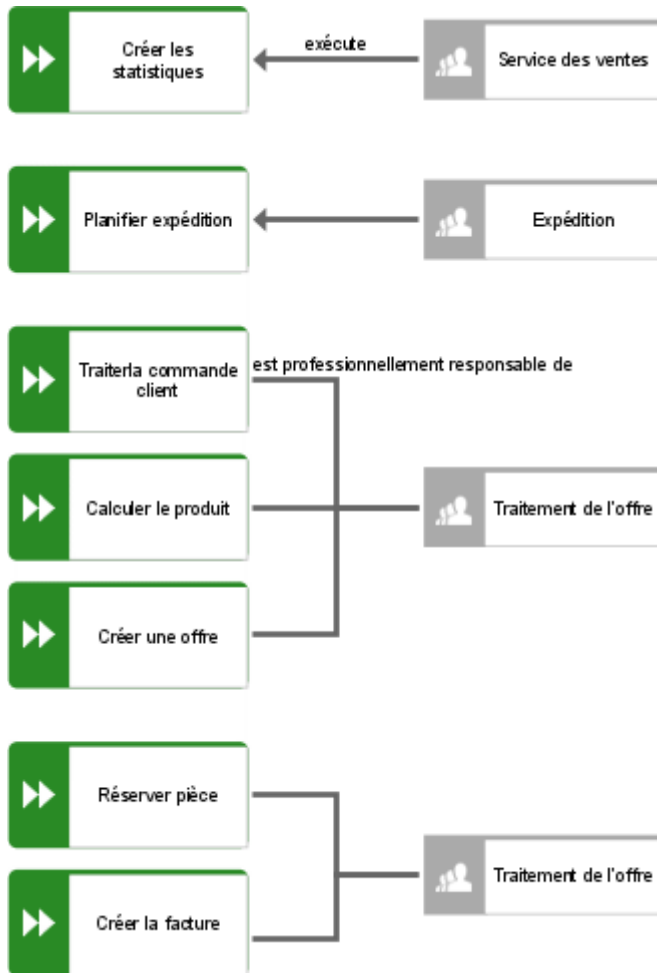 Créer les
statistiques
exécute
Service des ventes
Planifier expédition
Expédition
Traiterla commande
client
est professionnellement responsable de
Calculer le produit
Traitement de l'offre
Créer une offre
Réserver pièce
Traitement de l'offre
Créer la facture